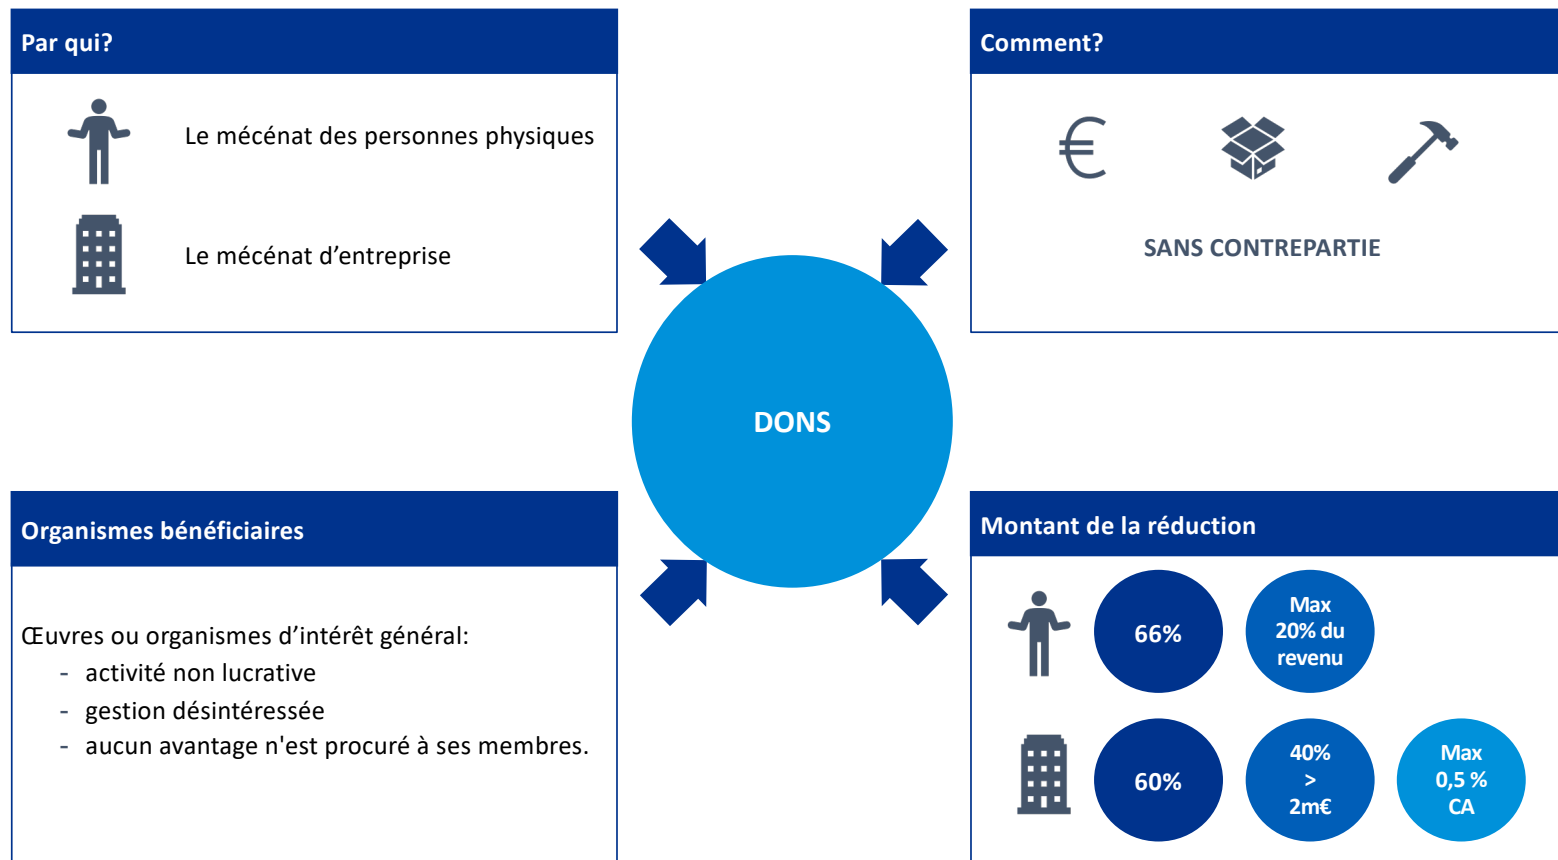 Par qui?
Le mécénat des personnes physiques
Le mécénat d’entreprise
Comment?
€
SANS CONTREPARTIE
DONS
Organismes bénéficiaires
Œuvres ou organismes d’intérêt général:
- activité non lucrative
- gestion désintéressée
- aucun avantage n'est procuré à ses membres.
Montant de la réduction
66%
Max
20% du
revenu
60%
40%
>
2m€
Max
0,5 %
CA